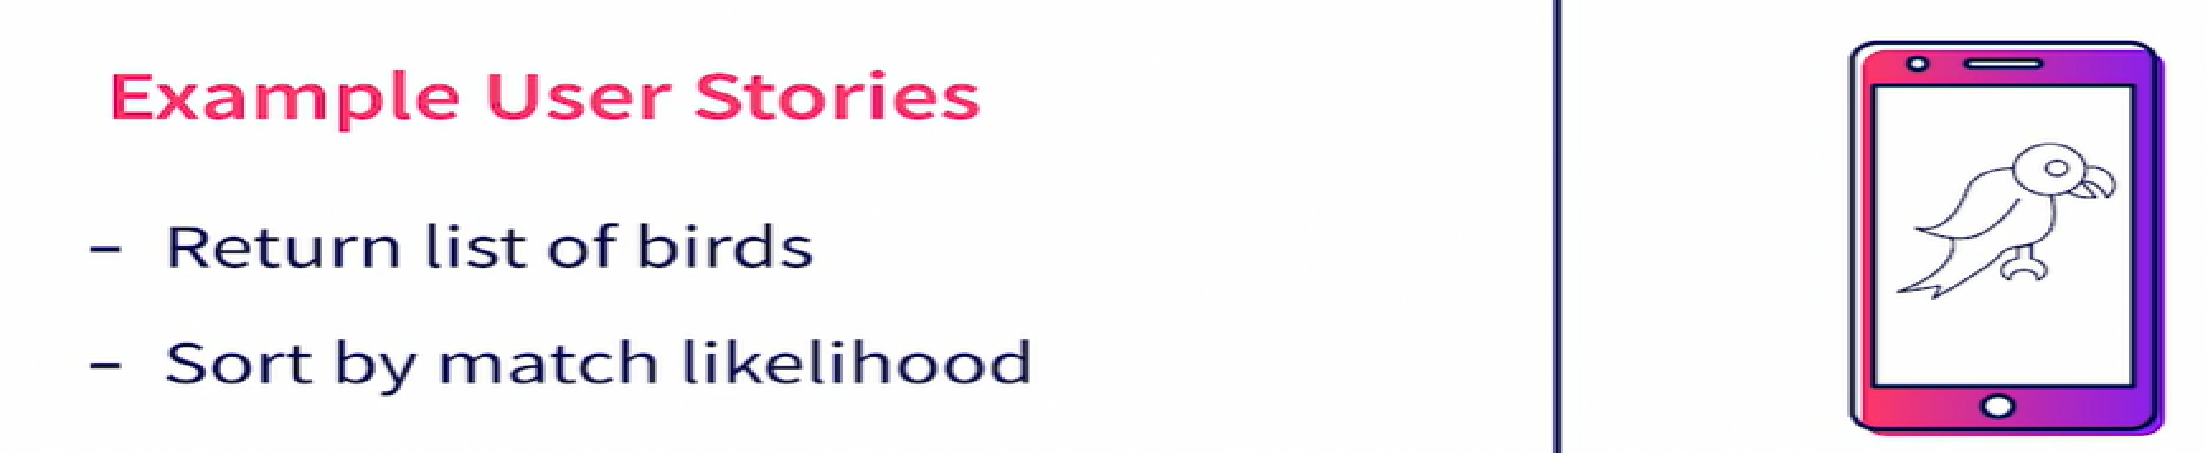 Example User Stories
– Return list of birds
– Sort by match likelihood